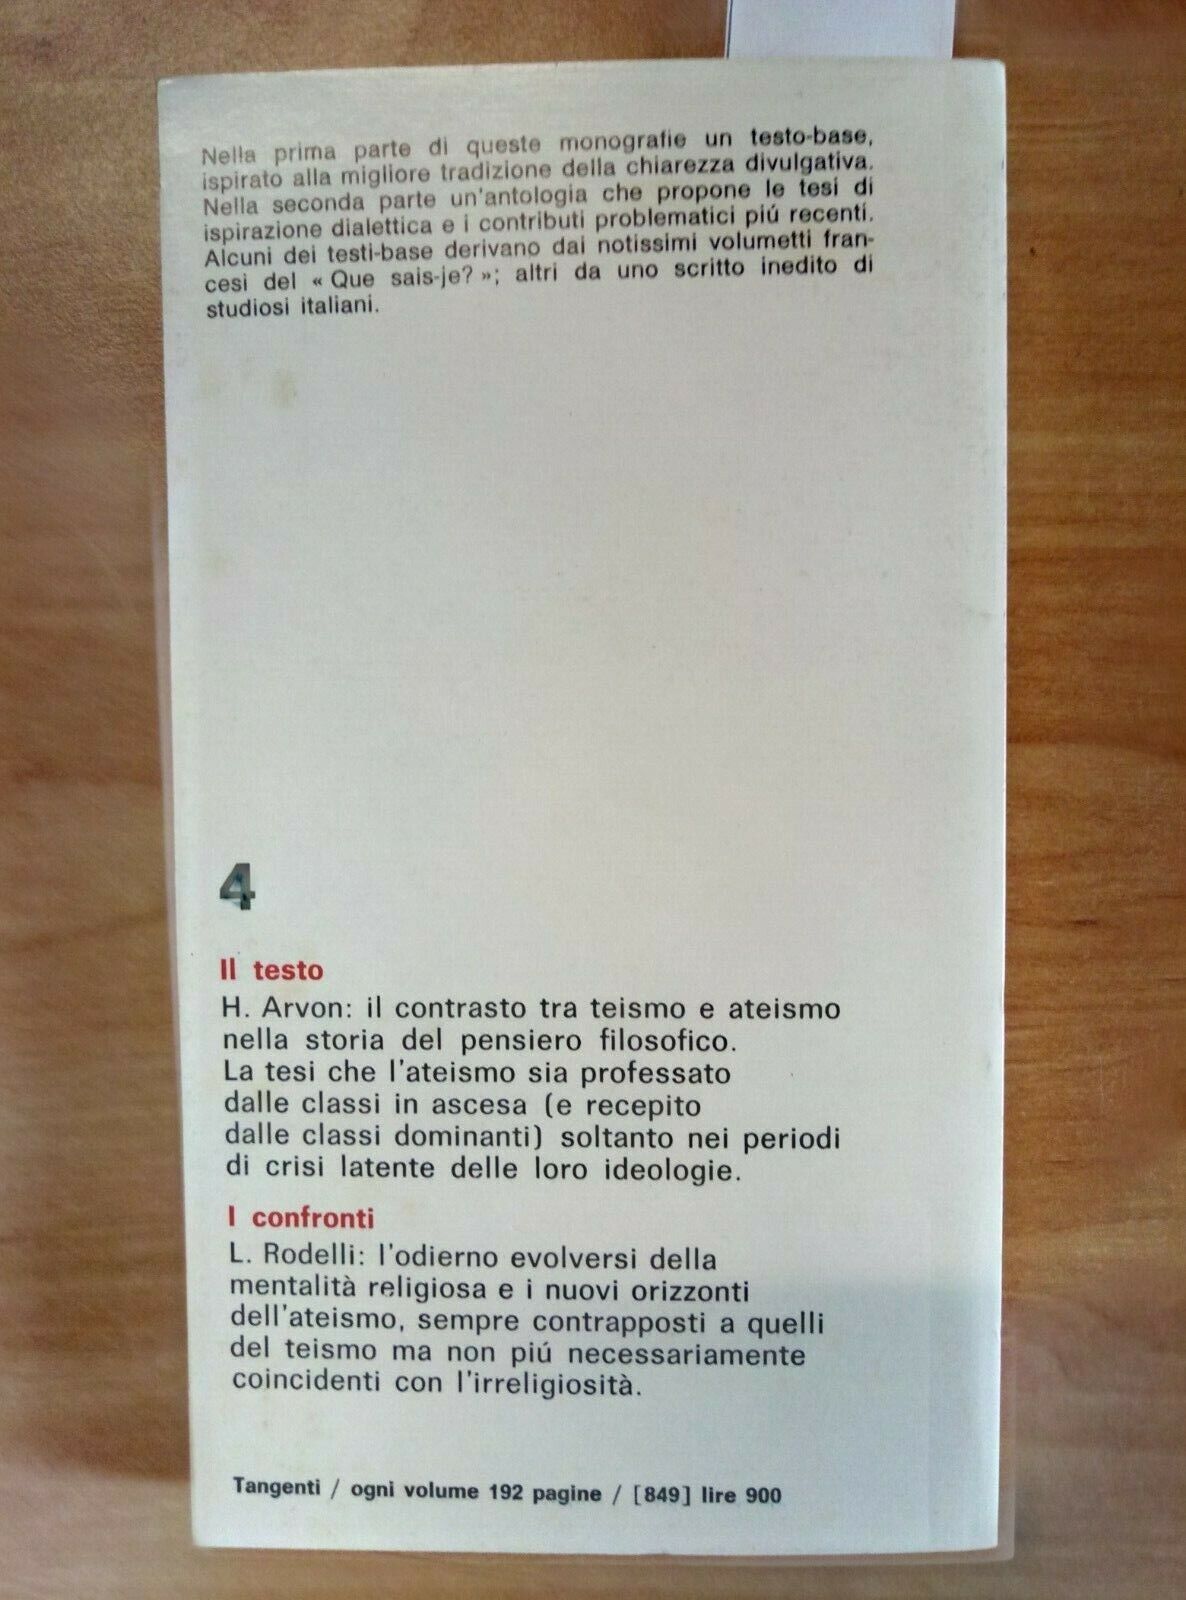 Nella prima parte di queste monografie un testo-base,
ispirato alla migliore tradizione della chiarezza divulgativa.
Nella seconda parte un'antologia che propone le tesi di
ispirazione dialettica e i contributi problematici piú recenti.
Alcuni dei testi-base derivano dai notissimi volumetti fran-
cesi del « Que sais-je? »; altri da uno scritto inedito di
studiosi italiani.
4
Il testo
H. Arvon: il contrasto tra teismo e ateismo
nella storia del pensiero filosofico.
La tesi che l'ateismo sia professato
dalle classi in ascesa (e recepito
dalle classi dominanti) soltanto nei periodi
di crisi latente delle loro ideologie.
I confronti
L. Rodelli: l'odierno evolversi della
mentalità religiosa e i nuovi orizzonti
dell'ateismo, sempre contrapposti a quelli
del teismo ma non piú necessariamente
coincidenti con l'irreligiosità.
Tangenti / ogni volume 192 pagine / [849] lire 900